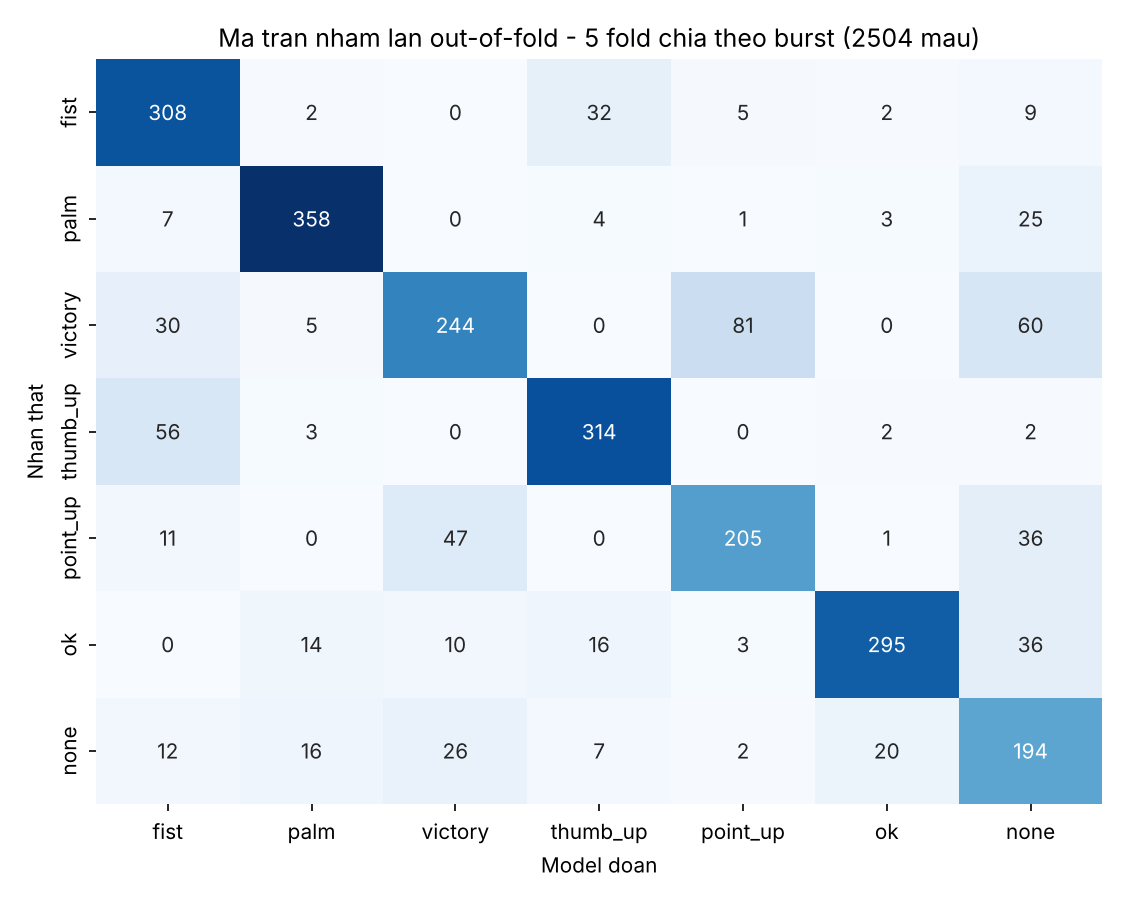 Ma tran nham lan out-of-fold - 5 fold chia theo burst (2504 mau)
Nhan that
fist 308 2 0 32 5 2 9
palm 7 358 0 4 1 3 25
victory 30 5 244 0 81 0 60
thumb_up 56 3 0 314 0 2 2
point_up 11 0 47 0 205 1 36
ok 0 14 10 16 3 295 36
none 12 16 26 7 2 20 194
fist palm victory thumb_up point_up ok none
Model doan